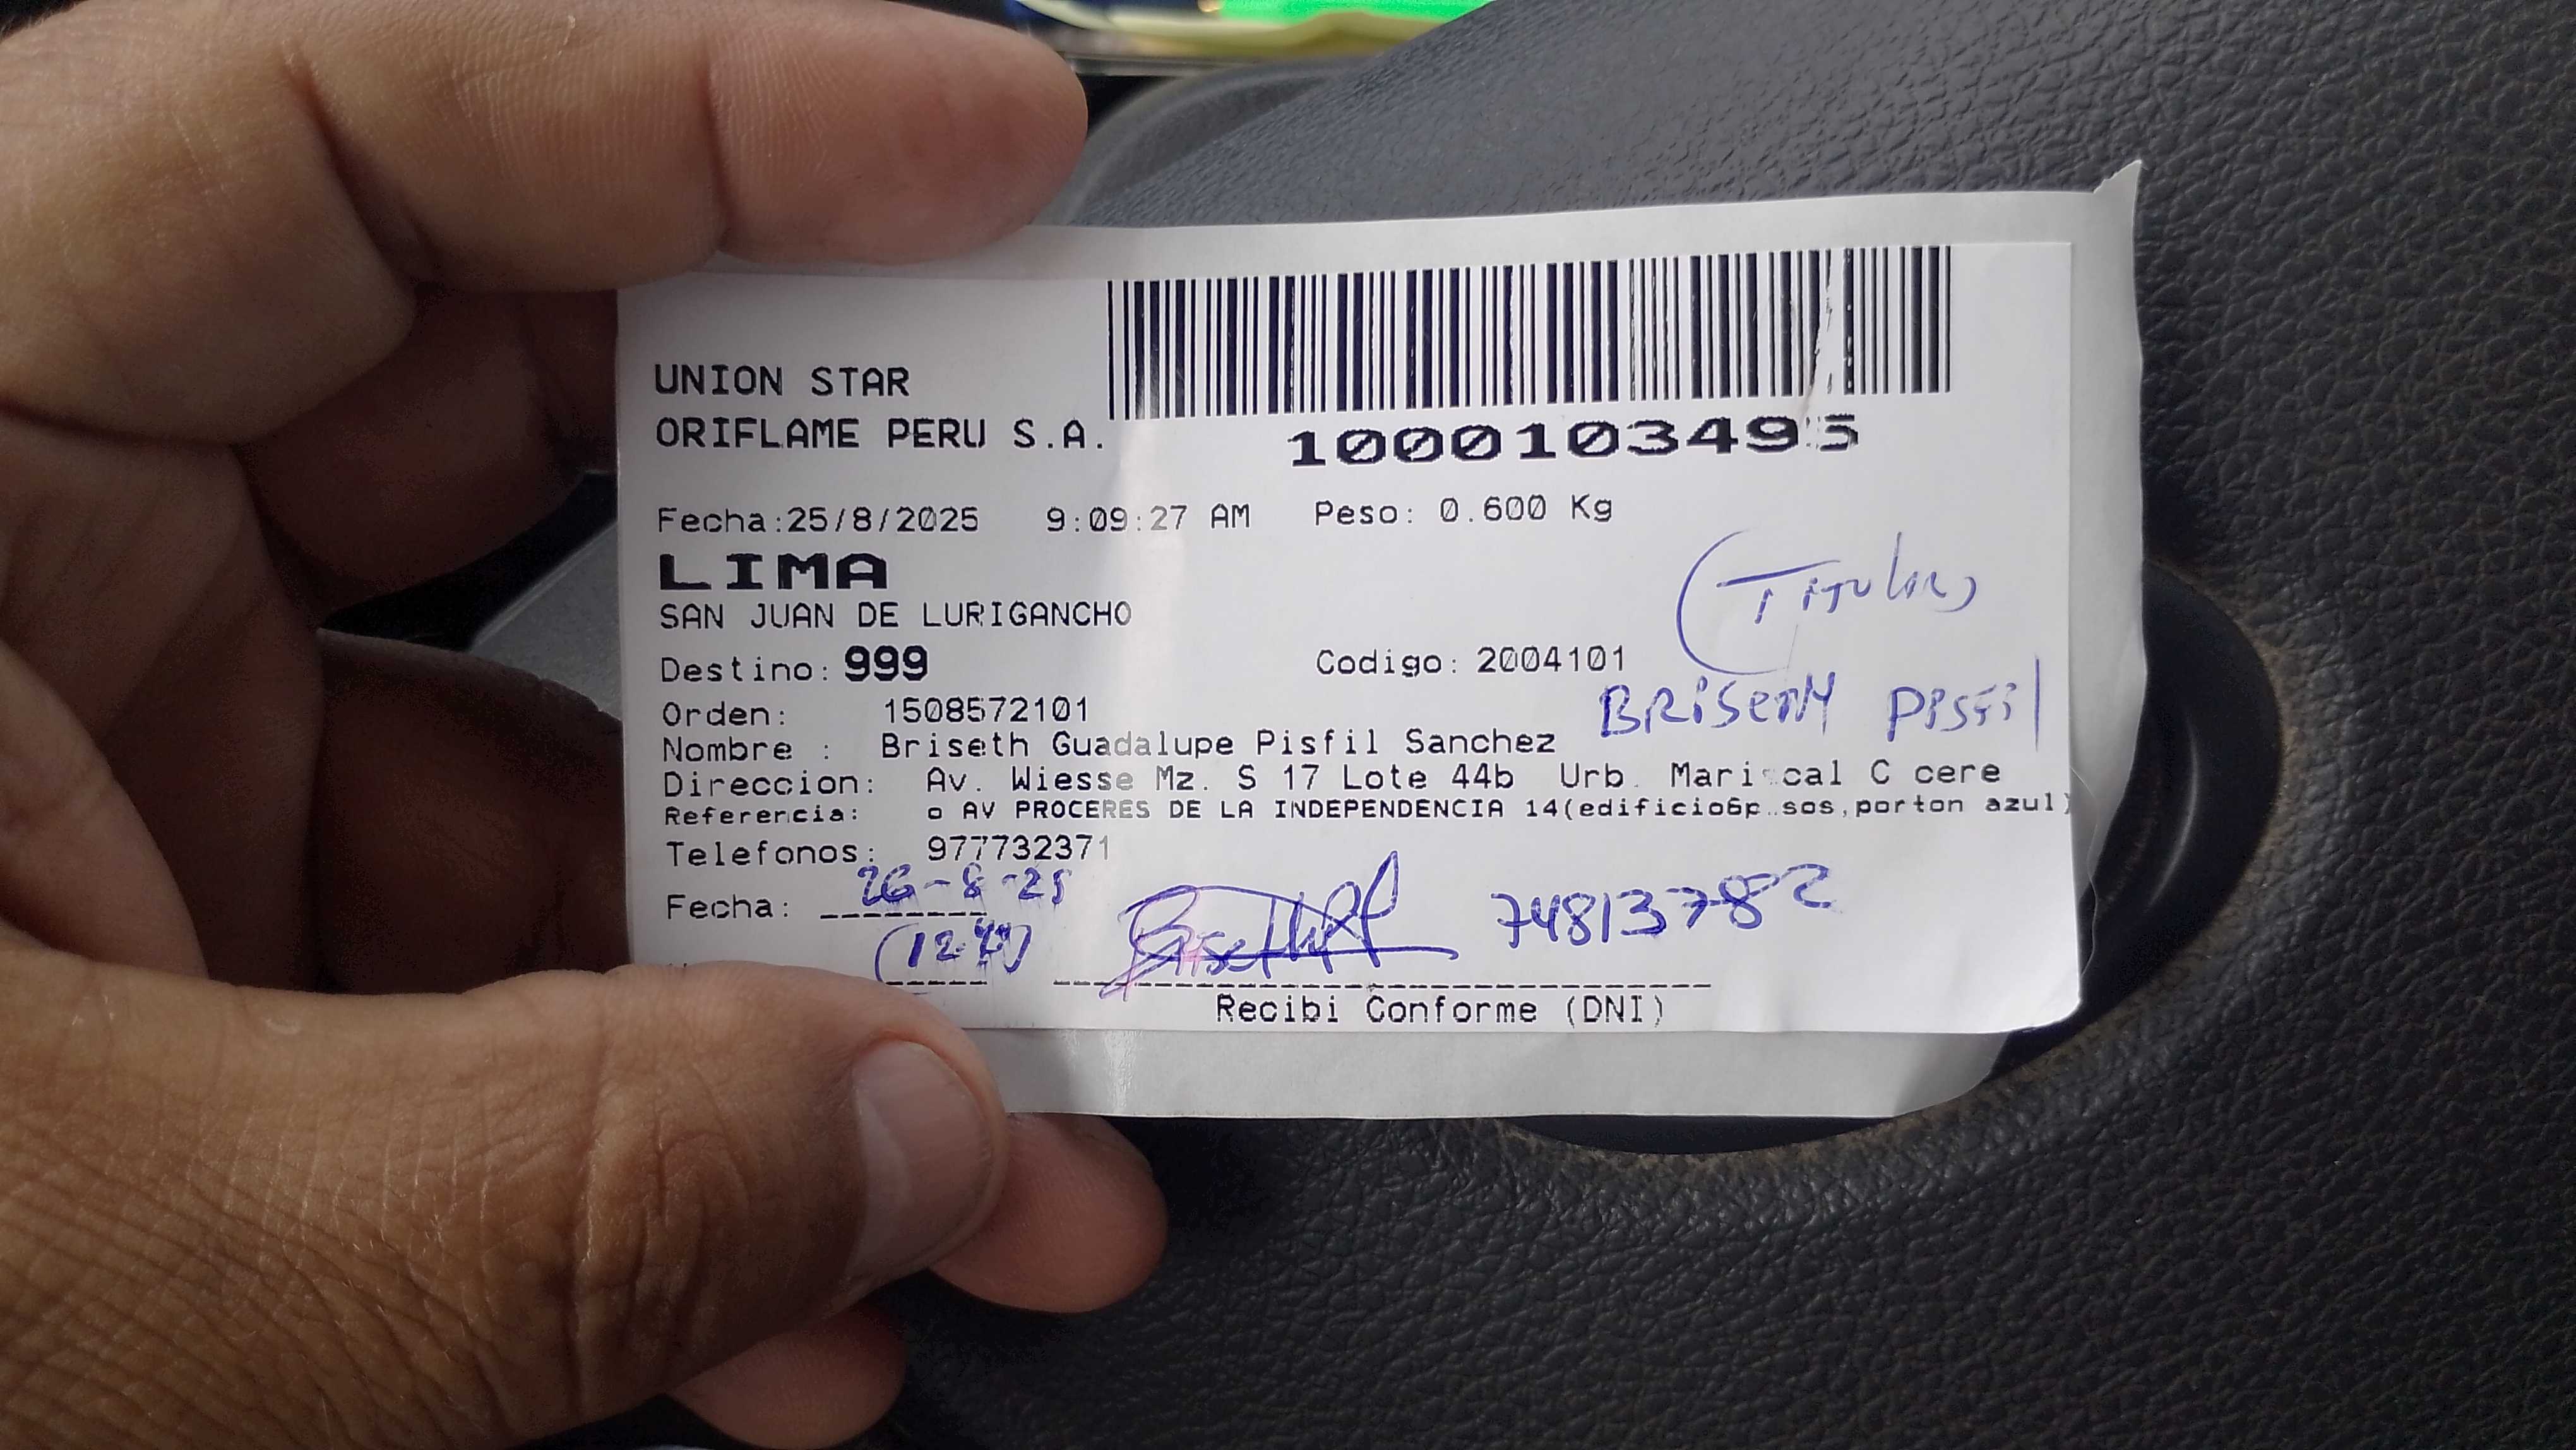 UNION STAR
ORIFLAME PERU S.A.
1000103495
Fecha:25/8/2025 9:09:27 AM Peso: 0.600 Kg
LIMA
(Titular)
SAN JUAN DE LURIGANCHO
Destino: 999 Codigo: 2004101
Orden: 1508572101
BRISETH PISFIL
Nombre : Briseth Guadalupe Pisfil Sanchez
Direccion: Av. Wiesse Mz. S 17 Lote 44b Urb. Mariscal C cere
Referencia: o AV PROCERES DE LA INDEPENDENCIA 14(edificio6p sos,porton azul)
Telefonos: 977732371
Fecha: 26-8-25
74813782
Recibi Conforme (DNI)